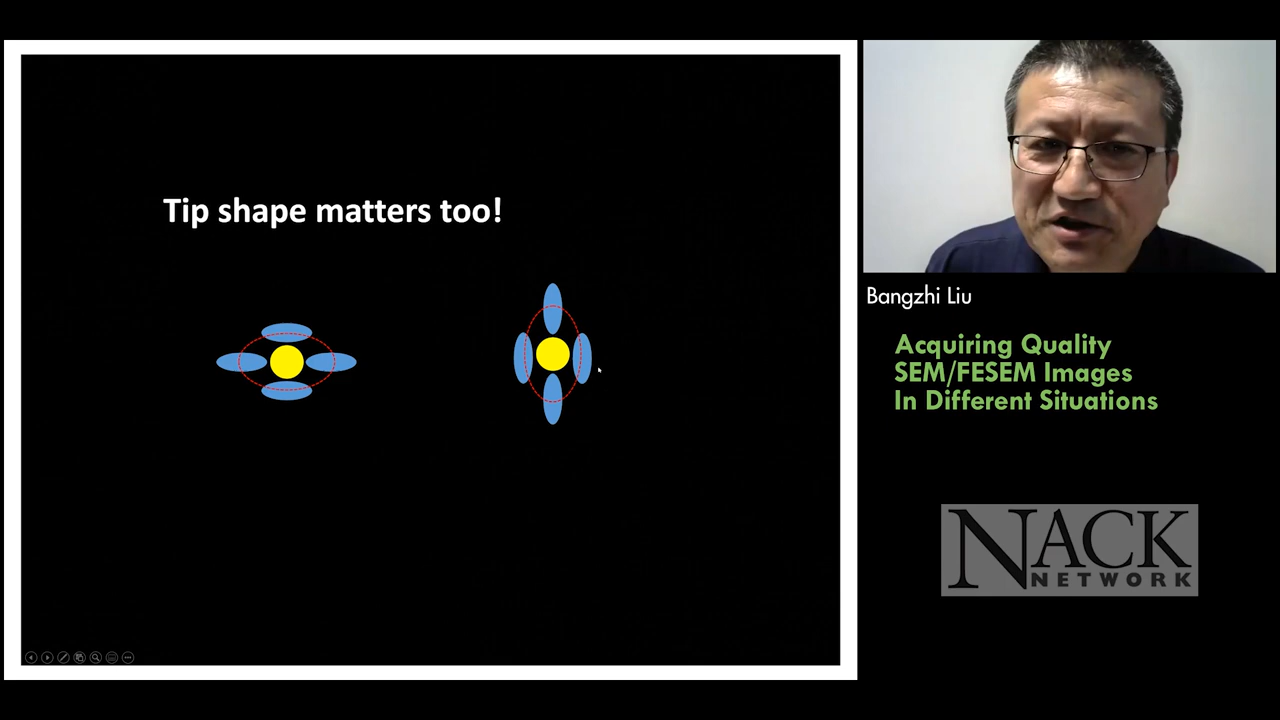 Tip shape matters too!
Bangzhi Liu
Acquiring Quality
SEM/FESEM Images
In Different Situations
NACK
NETWORK